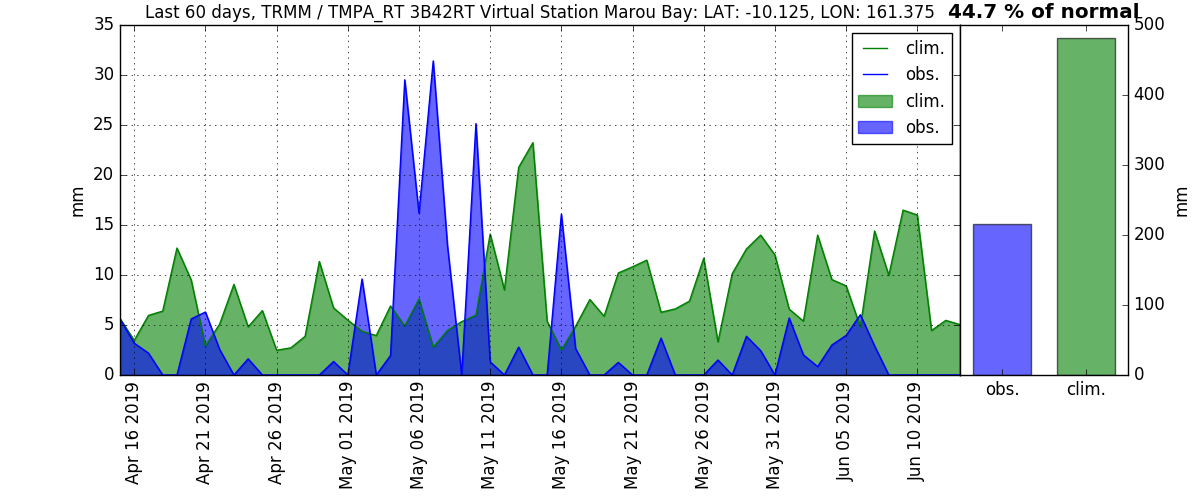 Last 60 days, TRMM / TMPA_RT 3B42RT Virtual Station Marou Bay: LAT: -10.125, LON: 161.375
44.7 % of normal
35
30
25
20
15
10
5
0
mm
clim.
obs.
clim.
obs.
Apr 16 2019
Apr 21 2019
Apr 26 2019
May 01 2019
May 06 2019
May 11 2019
May 16 2019
May 21 2019
May 26 2019
May 31 2019
Jun 05 2019
Jun 10 2019
500
400
300
200
100
0
mm
obs.
clim.